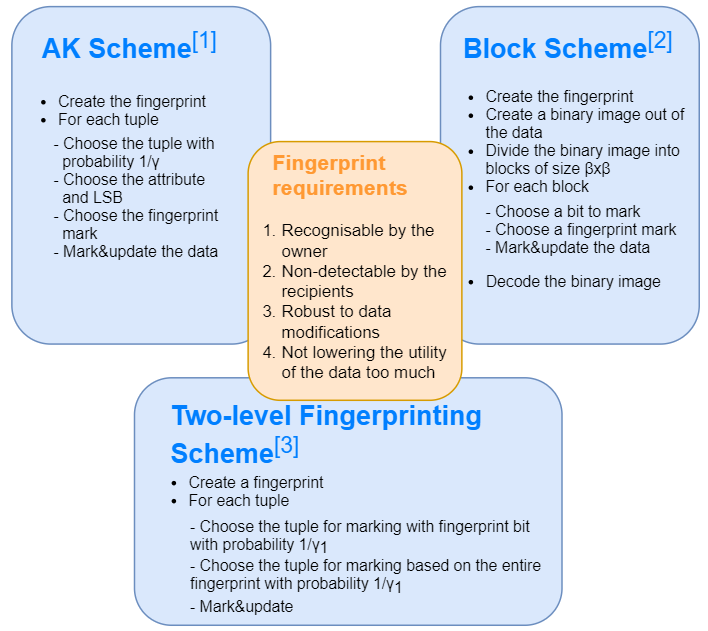 AK Scheme[1]
• Create the fingerprint
• For each tuple
- Choose the tuple with
probability 1/γ
- Choose the attribute
and LSB
- Choose the fingerprint
mark
- Mark&update the data
Block Scheme[2]
• Create the fingerprint
• Create a binary image out of
the data
• Divide the binary image into
blocks of size βxβ
• For each block
- Choose a bit to mark
- Choose a fingerprint mark
- Mark&update the data
• Decode the binary image
Fingerprint
requirements
1. Recognisable by the
owner
2. Non-detectable by the
recipients
3. Robust to data
modifications
4. Not lowering the utility
of the data too much
Two-level Fingerprinting
Scheme[3]
• Create a fingerprint
• For each tuple
- Choose the tuple for marking with fingerprint bit
with probability 1/γ1
- Choose the tuple for marking based on the entire
fingerprint with probability 1/γ1
- Mark&update